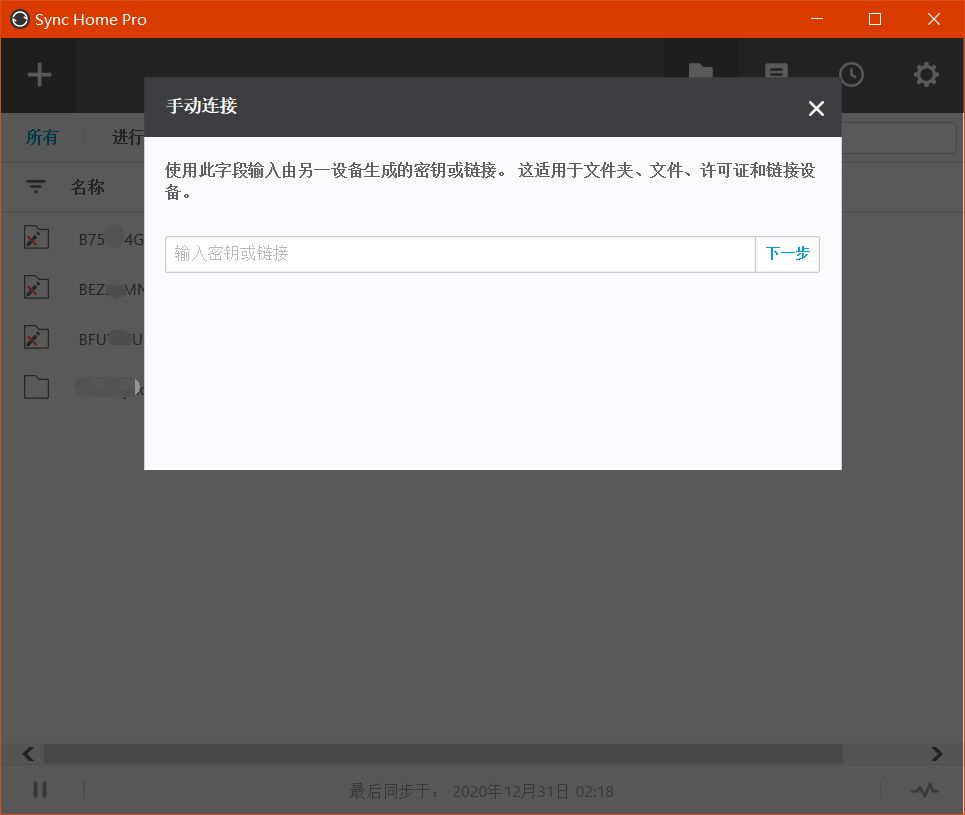 Sync Home Pro
手动连接
所有
进行
使用此字段输入由另一设备生成的密钥或链接。 这适用于文件夹、文件、许可证和链接设
备。
名称
输入密钥或链接
下一步
B75 4G
BEZ MN
BFU U
最后同步于： 2020年12月31日 02:18